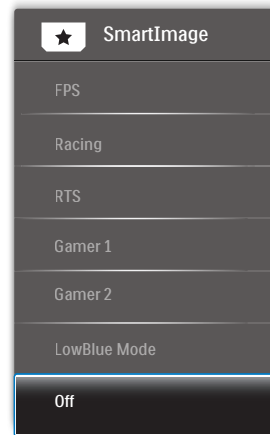 SmartImage
FPS
Racing
RTS
Gamer 1
Gamer 2
LowBlue Mode
Off